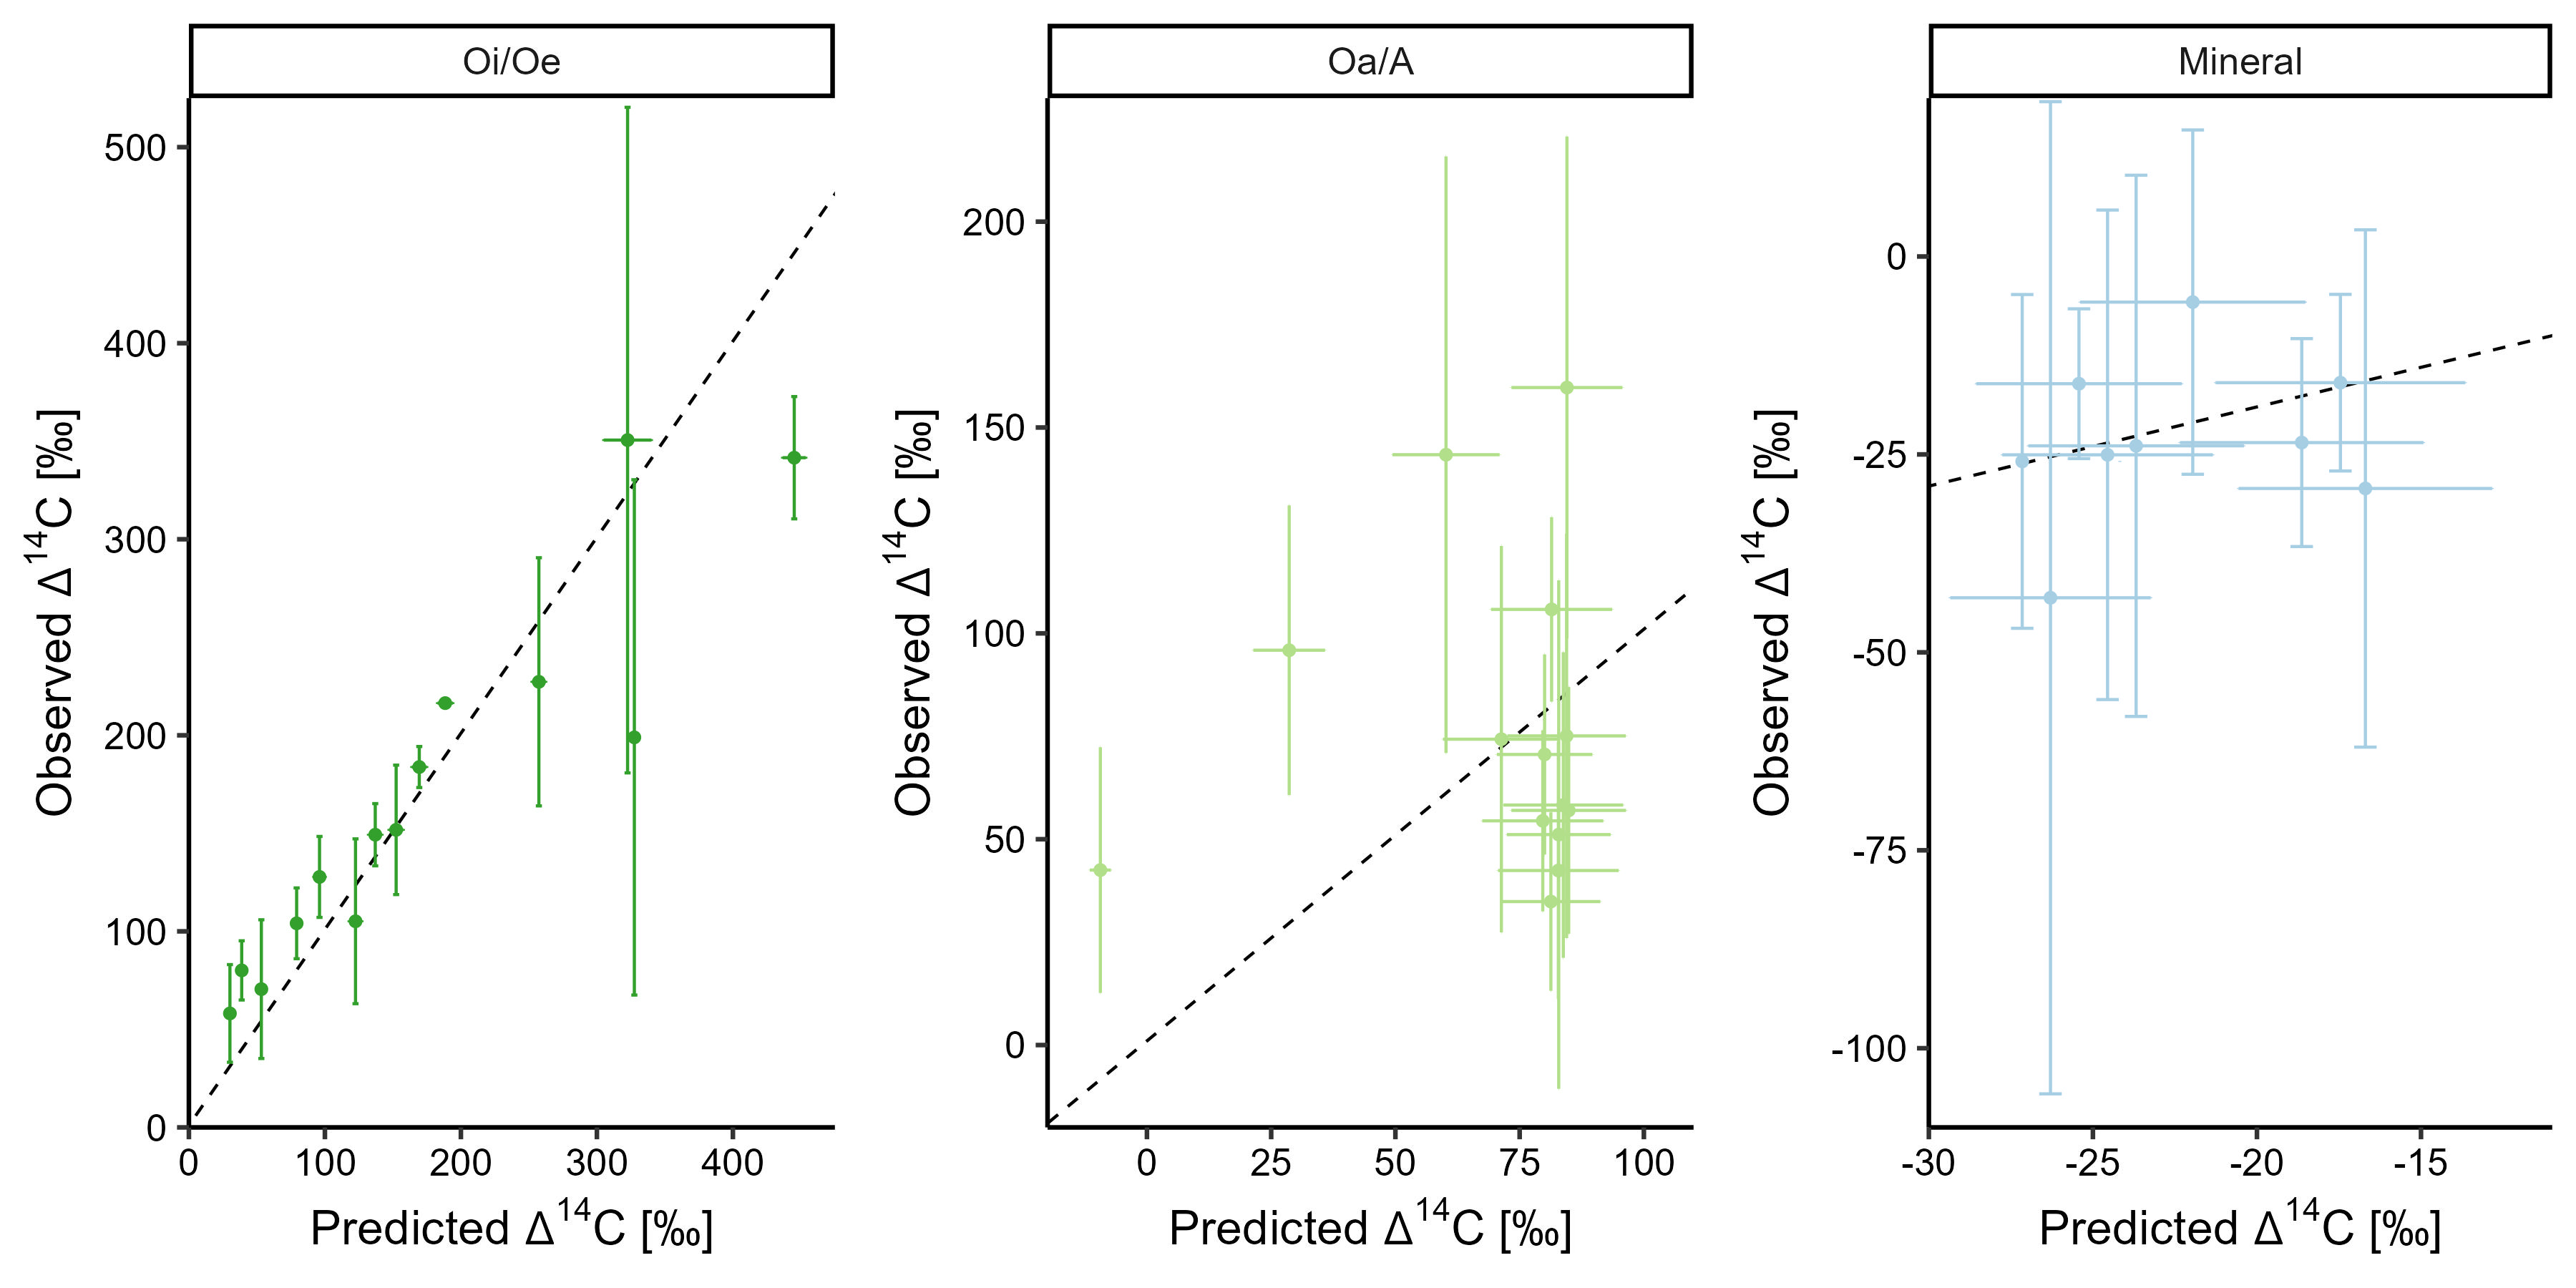 Oi/Oe
Oa/A
Mineral
500
400
300
200
100
0
0 100 200 300 400
Observed Δ¹⁴C [‰]
Predicted Δ¹⁴C [‰]
200
150
100
50
0
0 25 50 75 100
Observed Δ¹⁴C [‰]
Predicted Δ¹⁴C [‰]
0
-25
-50
-75
-100
-30 -25 -20 -15
Observed Δ¹⁴C [‰]
Predicted Δ¹⁴C [‰]